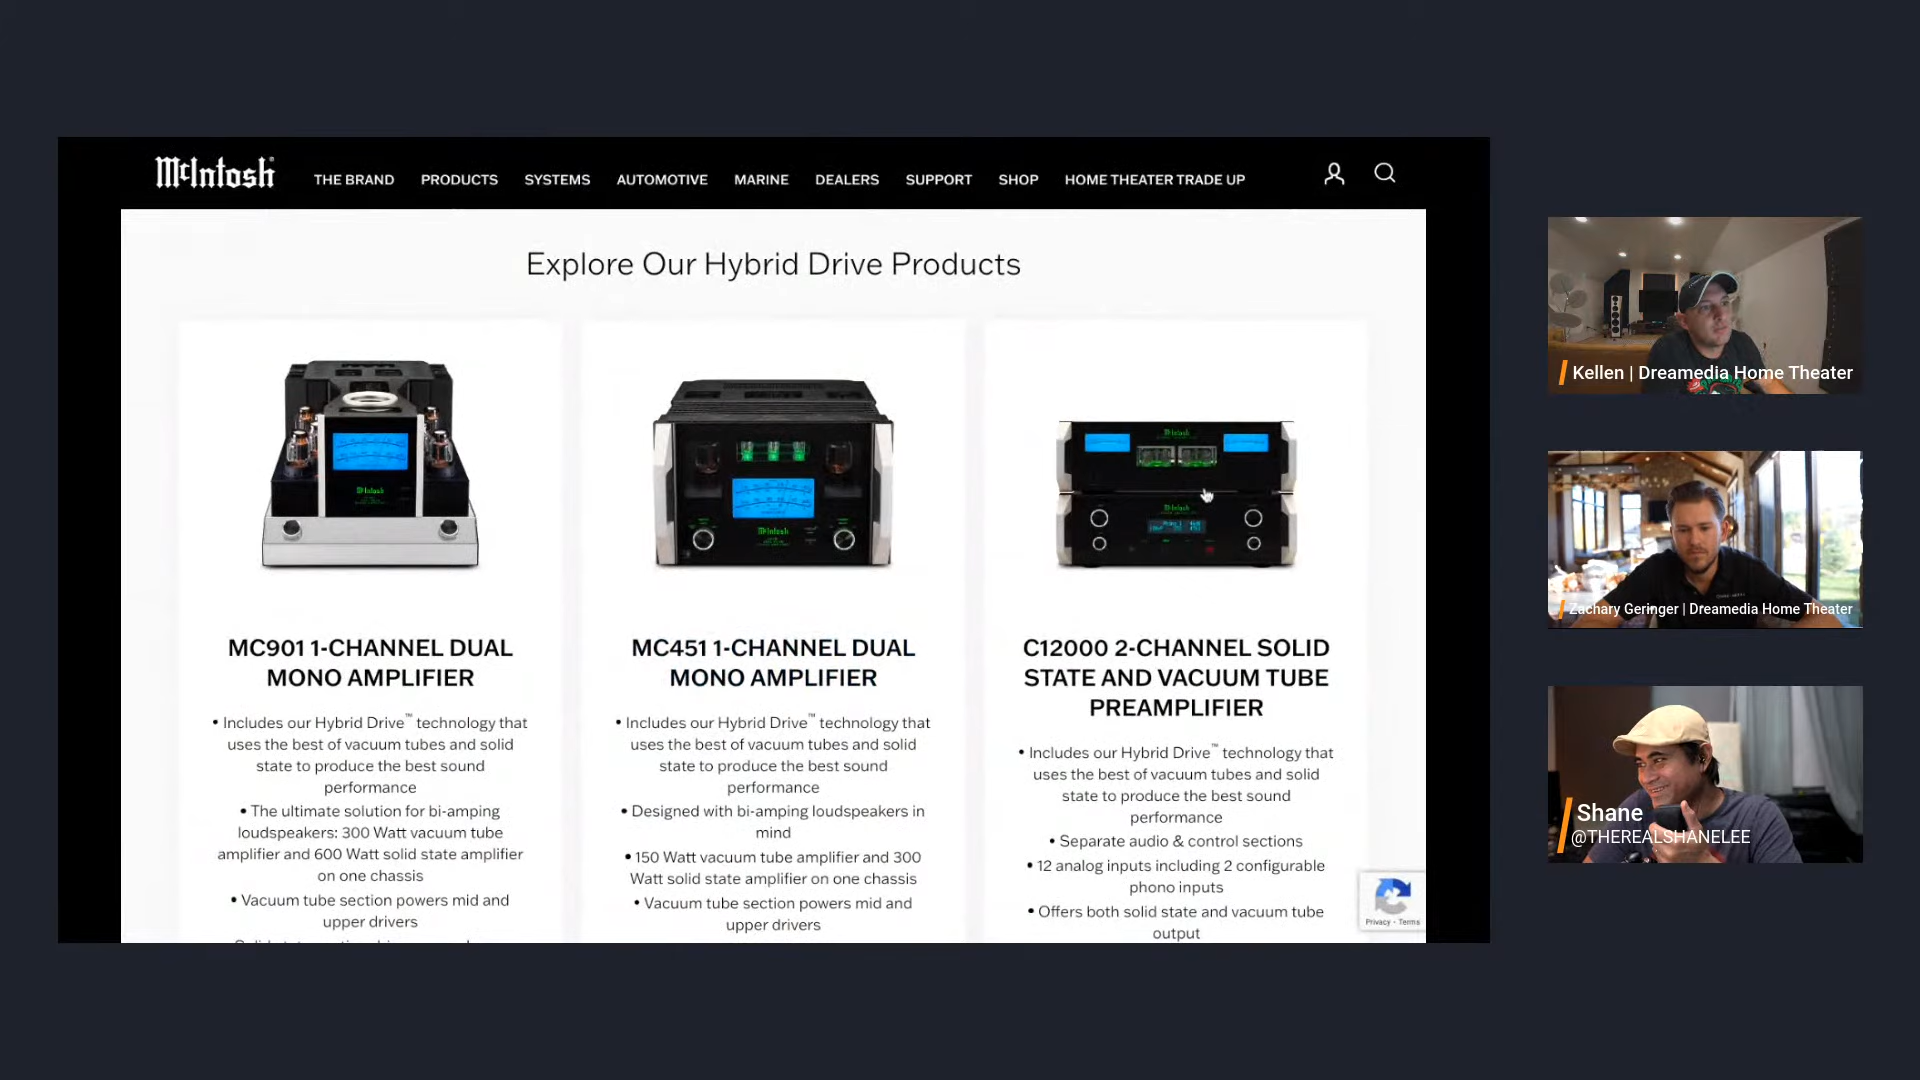 McIntosh
THE BRAND PRODUCTS SYSTEMS AUTOMOTIVE MARINE DEALERS SUPPORT SHOP HOME THEATER TRADE UP
Explore Our Hybrid Drive Products
MC901 1-CHANNEL DUAL
MONO AMPLIFIER
• Includes our Hybrid Drive™ technology that
uses the best of vacuum tubes and solid
state to produce the best sound
performance
• The ultimate solution for bi-amping
loudspeakers: 300 Watt vacuum tube
amplifier and 600 Watt solid state amplifier
on one chassis
• Vacuum tube section powers mid and
upper drivers
MC451 1-CHANNEL DUAL
MONO AMPLIFIER
• Includes our Hybrid Drive™ technology that
uses the best of vacuum tubes and solid
state to produce the best sound
performance
• Designed with bi-amping loudspeakers in
mind
• 150 Watt vacuum tube amplifier and 300
Watt solid state amplifier on one chassis
• Vacuum tube section powers mid and
upper drivers
C12000 2-CHANNEL SOLID
STATE AND VACUUM TUBE
PREAMPLIFIER
• Includes our Hybrid Drive™ technology that
uses the best of vacuum tubes and solid
state to produce the best sound
performance
• Separate audio & control sections
• 12 analog inputs including 2 configurable
phono inputs
• Offers both solid state and vacuum tube
output
McIntosh
McIntosh
McIntosh
McIntosh
Privacy - Terms
Kellen | Dreamedia Home Theater
Zachary Geringer | Dreamedia Home Theater
Shane
@THEREALSHANELEE